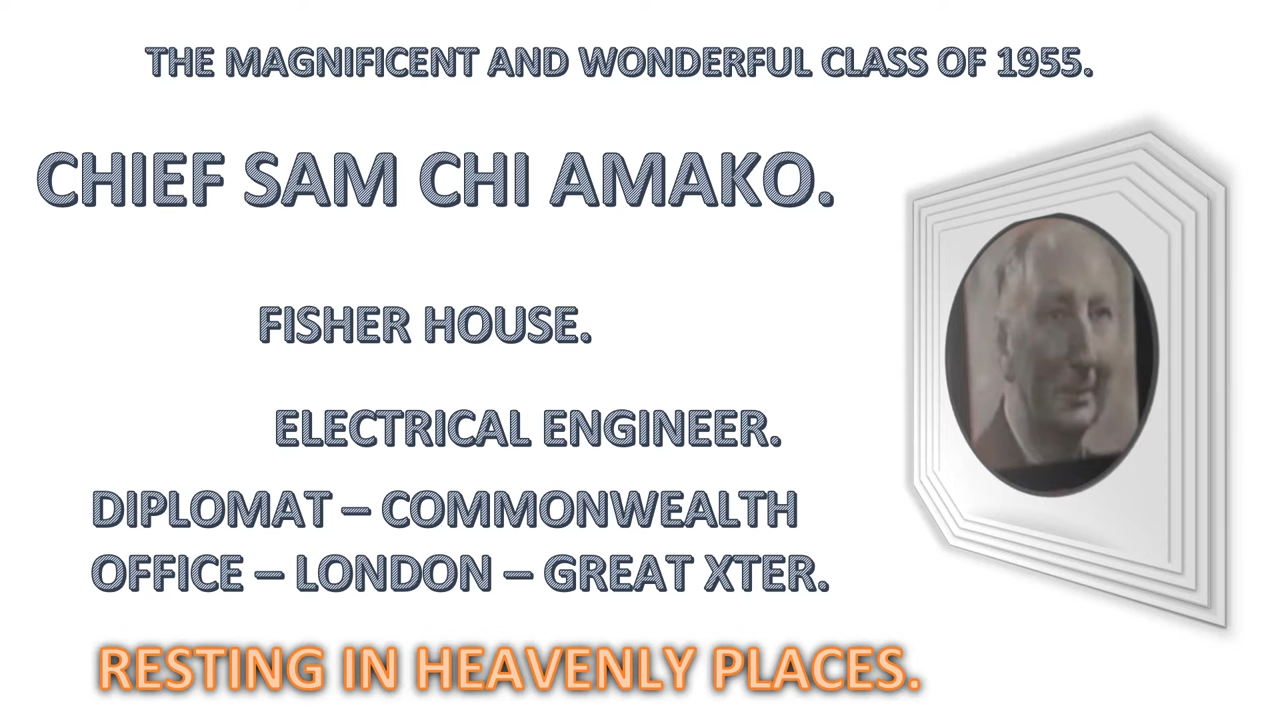 THE MAGNIFICENT AND WONDERFUL CLASS OF 1955.
CHIEF SAM CHI AMAKO.
FISHER HOUSE.
ELECTRICAL ENGINEER.
DIPLOMAT – COMMONWEALTH
OFFICE – LONDON – GREAT XTER.
RESTING IN HEAVENLY PLACES.